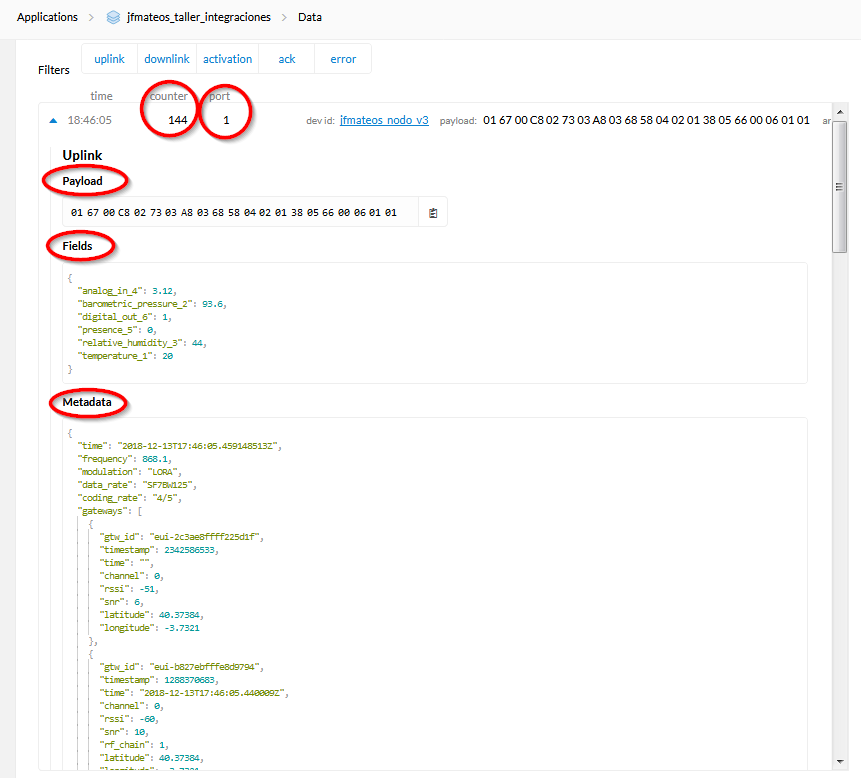 Applications > jfmateos_taller_integraciones > Data
Filters uplink downlink activation ack error
time counter port
18:46:05 144 1 dev id: jfmateos_nodo_v3 payload: 01 67 00 C8 02 73 03 A8 03 68 58 04 02 01 38 05 66 00 06 01 01 ar
Uplink
Payload
01 67 00 C8 02 73 03 A8 03 68 58 04 02 01 38 05 66 00 06 01 01
Fields
{
"analog_in_4": 3.12,
"barometric_pressure_2": 93.6,
"digital_out_6": 1,
"presence_5": 0,
"relative_humidity_3": 44,
"temperature_1": 20
}
Metadata
{
"time": "2018-12-13T17:46:05.459148513Z",
"frequency": 868.1,
"modulation": "LORA",
"data_rate": "SF7BW125",
"coding_rate": "4/5",
"gateways": [
{
"gtw_id": "eui-2c3ae8ffff225d1f",
"timestamp": 2342586533,
"time": "",
"channel": 0,
"rssi": -51,
"snr": 6,
"latitude": 40.37384,
"longitude": -3.7321
},
{
"gtw_id": "eui-b827ebfffe8d9794",
"timestamp": 1288370683,
"time": "2018-12-13T17:46:05.440009Z",
"channel": 0,
"rssi": -60,
"snr": 10,
"rf_chain": 1,
"latitude": 40.37384,
"longitude": -3.7321